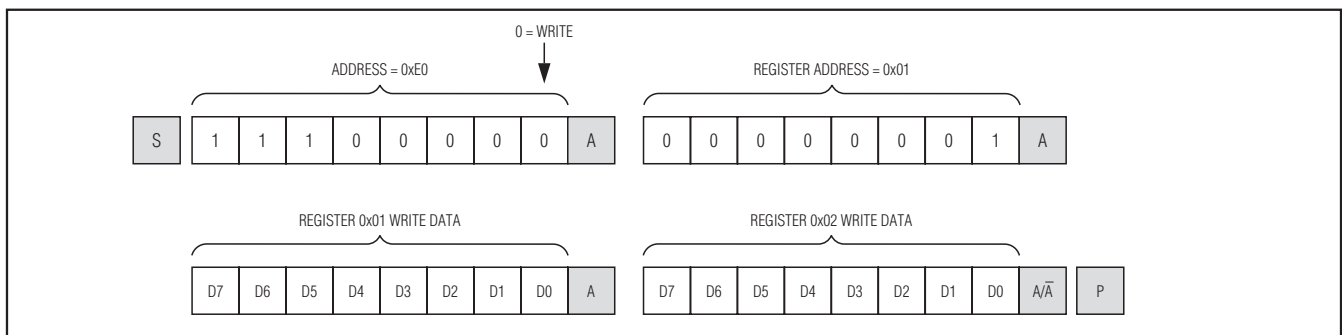 0 = WRITE
ADDRESS = 0xE0 REGISTER ADDRESS = 0x01
S 1 1 1 0 0 0 0 0 A 0 0 0 0 0 0 0 1 A
REGISTER 0x01 WRITE DATA REGISTER 0x02 WRITE DATA
D7 D6 D5 D4 D3 D2 D1 D0 A D7 D6 D5 D4 D3 D2 D1 D0 A/A̅ P